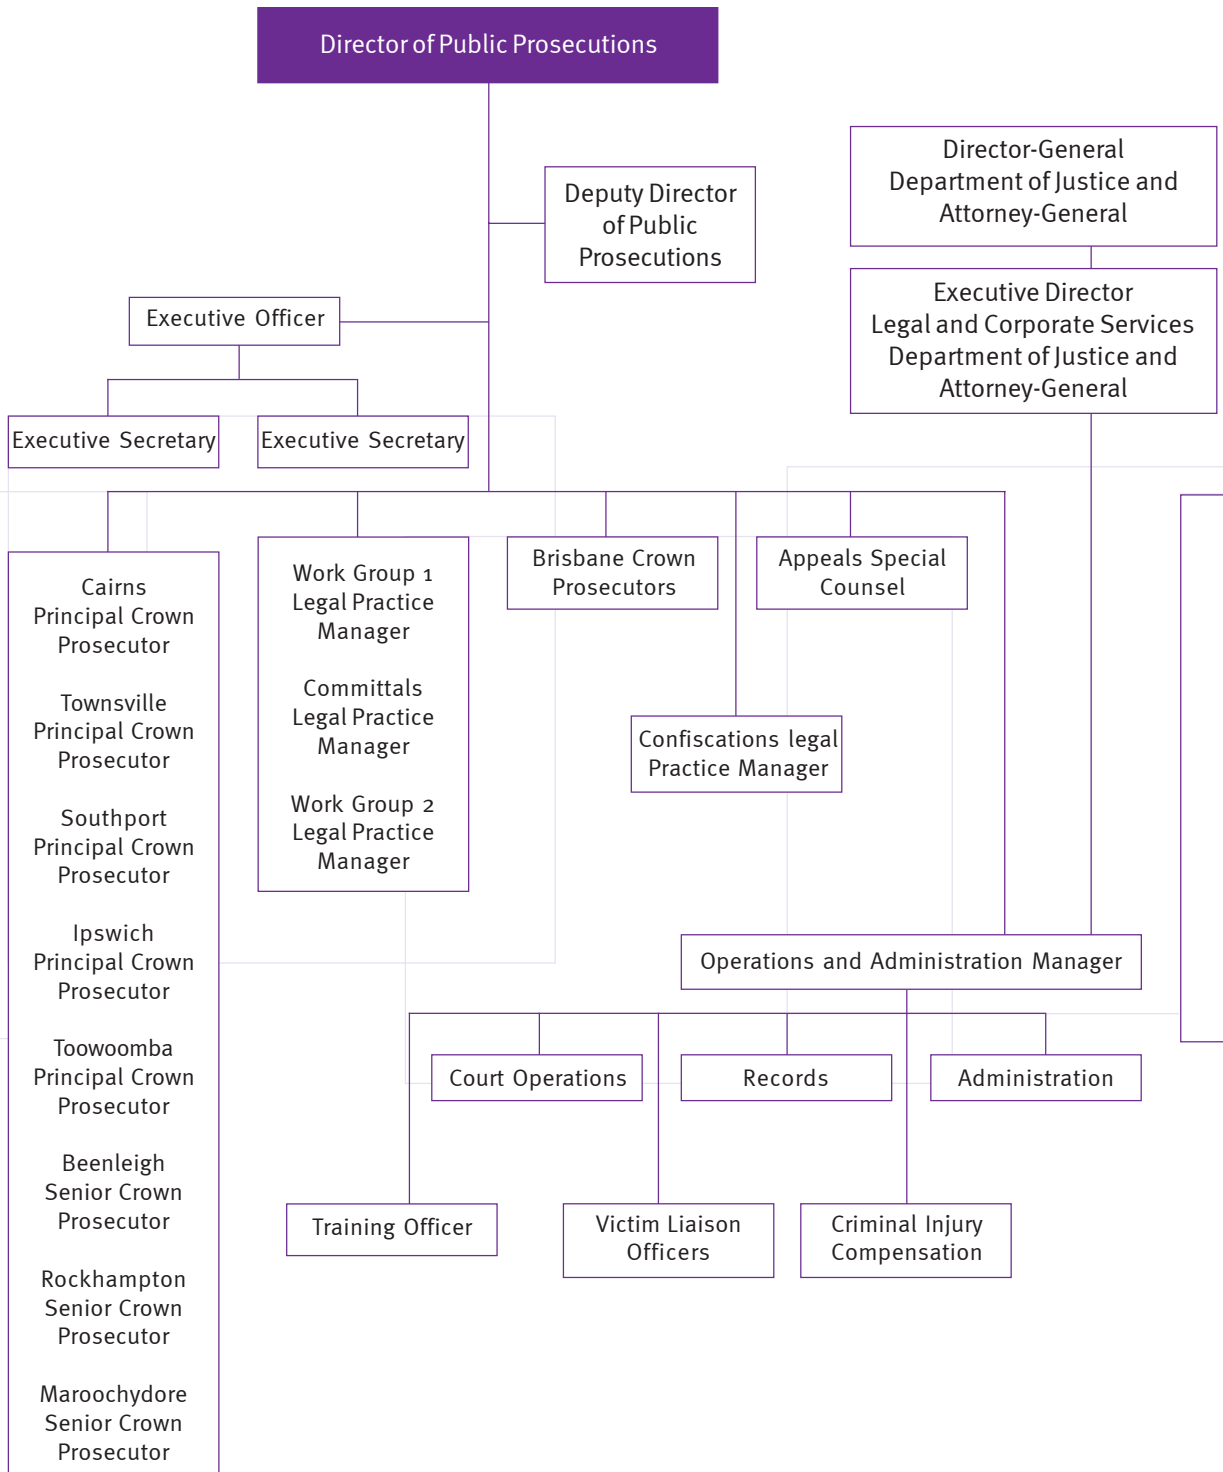 Director of Public Prosecutions
Deputy Director
of Public
Prosecutions
Director-General
Department of Justice and
Attorney-General
Executive Director
Legal and Corporate Services
Department of Justice and
Attorney-General
Executive Officer
Executive Secretary
Executive Secretary
Cairns
Principal Crown
Prosecutor
Townsville
Principal Crown
Prosecutor
Southport
Principal Crown
Prosecutor
Ipswich
Principal Crown
Prosecutor
Toowoomba
Principal Crown
Prosecutor
Beenleigh
Senior Crown
Prosecutor
Rockhampton
Senior Crown
Prosecutor
Maroochydore
Senior Crown
Prosecutor
Work Group 1
Legal Practice
Manager
Committals
Legal Practice
Manager
Work Group 2
Legal Practice
Manager
Brisbane Crown
Prosecutors
Appeals Special
Counsel
Confiscations legal
Practice Manager
Operations and Administration Manager
Court Operations
Records
Administration
Training Officer
Victim Liaison
Officers
Criminal Injury
Compensation